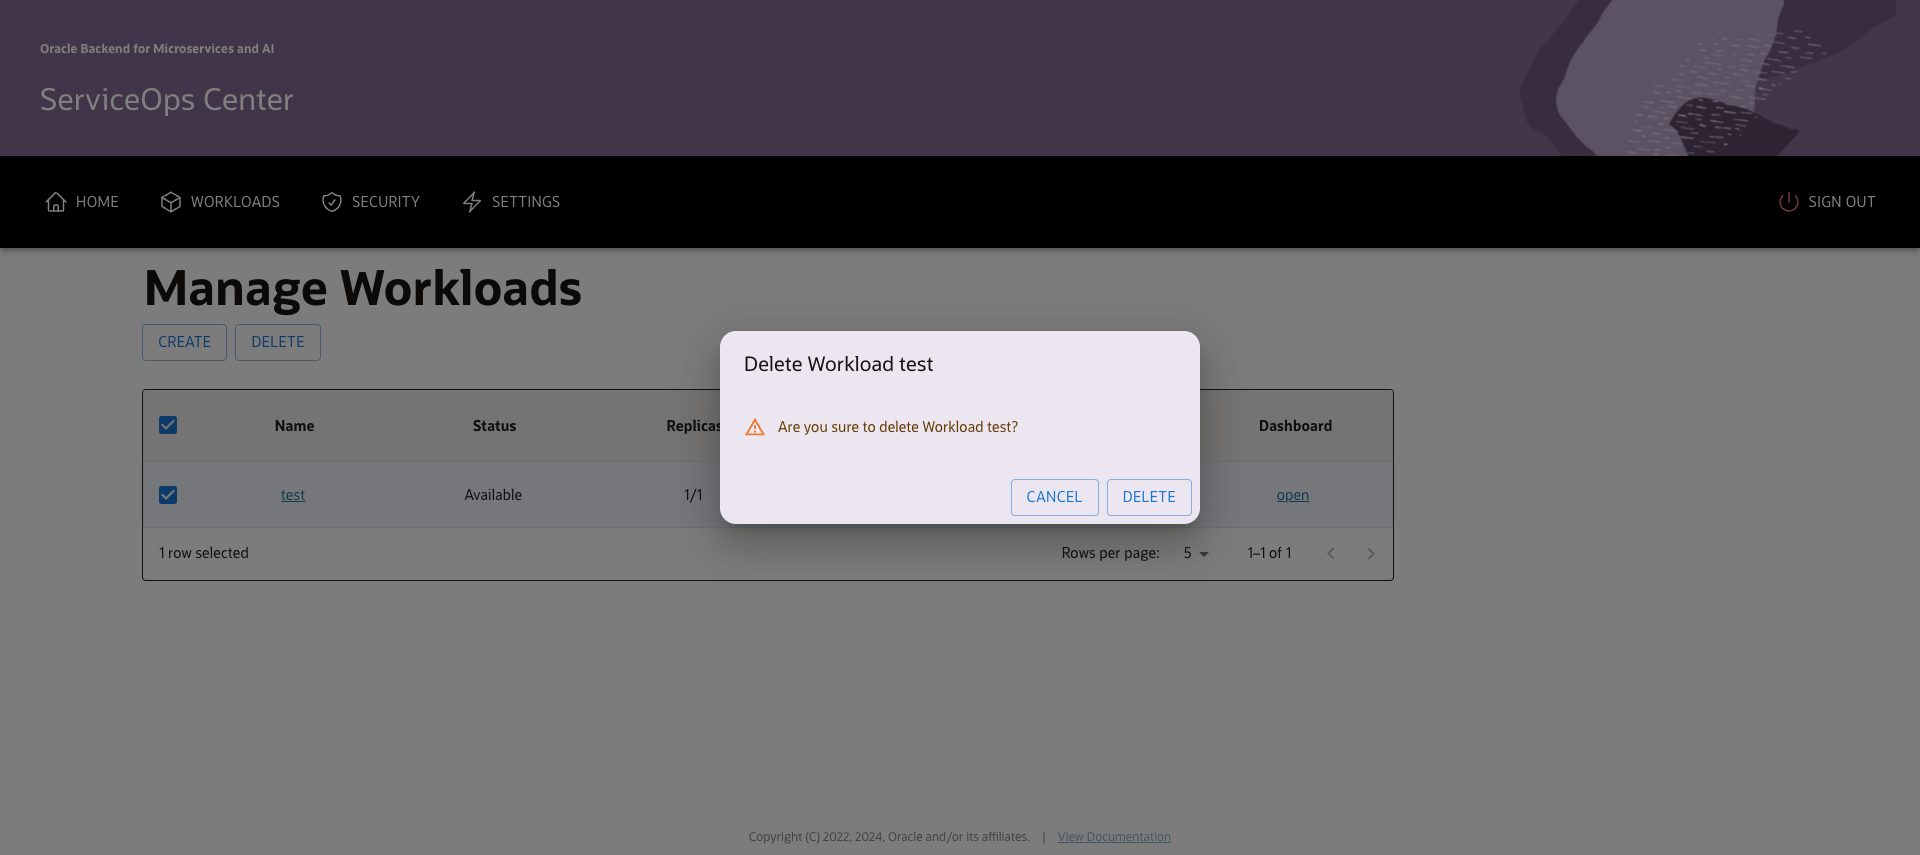 Oracle Backend for Microservices and AI
ServiceOps Center
HOME WORKLOADS SECURITY SETTINGS SIGN OUT
Manage Workloads
CREATE DELETE
Delete Workload test
Are you sure to delete Workload test?
CANCEL DELETE
Name Status Replicas Dashboard
test Available 1/1 open
1 row selected Rows per page: 5 1–1 of 1
Copyright (C) 2022, 2024, Oracle and/or its affiliates. | View Documentation